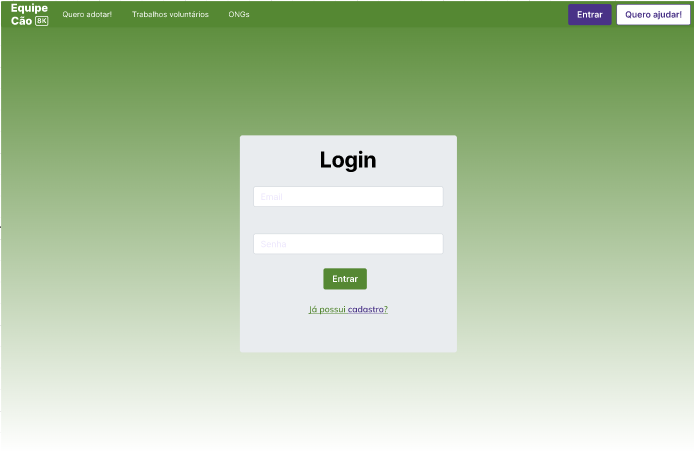 Equipe
Cão 8K
Quero adotar!
Trabalhos voluntários
ONGs
Entrar
Quero ajudar!
Login
Email
Senha
Entrar
Já possui cadastro?